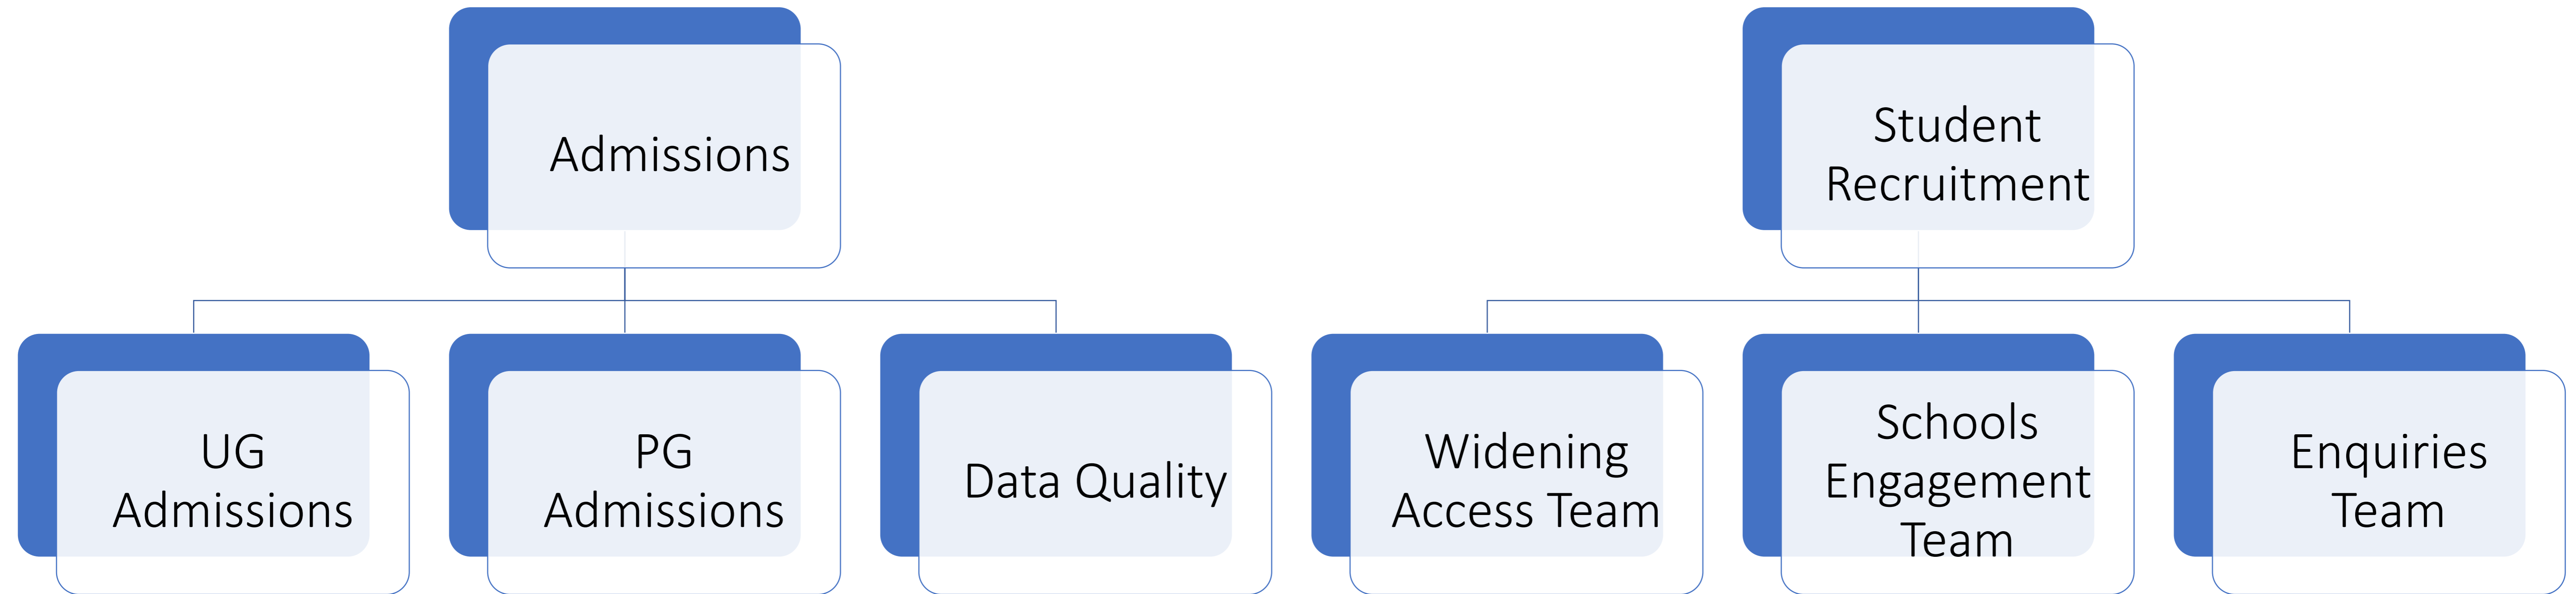 Admissions
Student
Recruitment
UG
Admissions
PG
Admissions
Data Quality
Widening
Access Team
Schools
Engagement
Team
Enquiries
Team